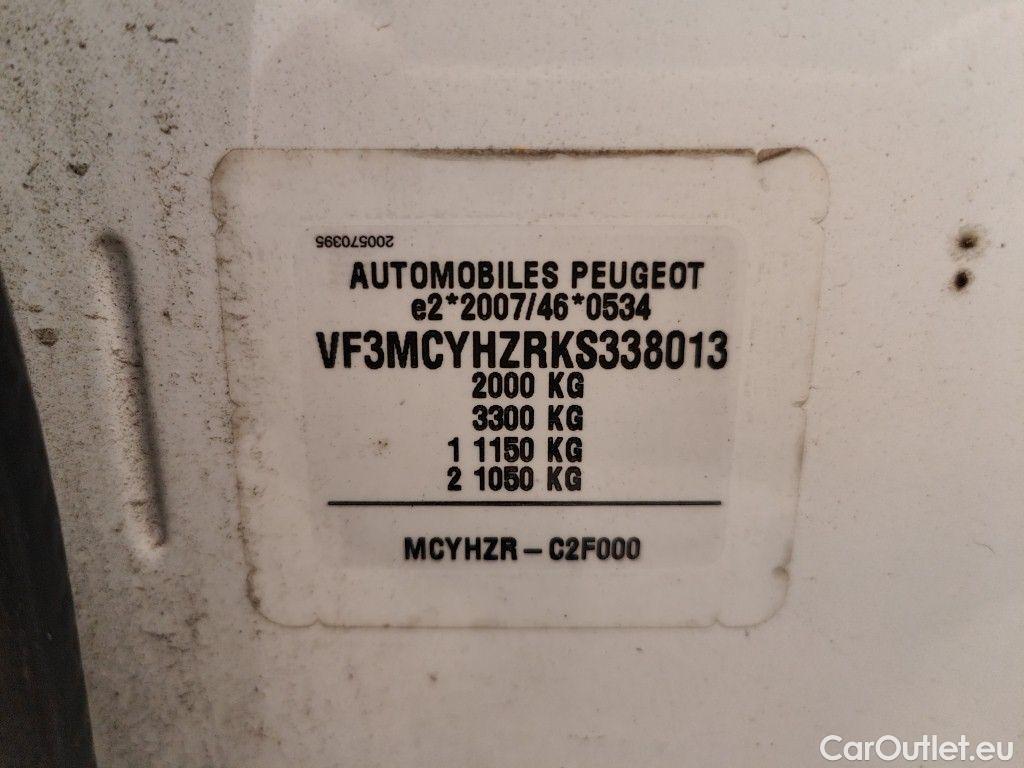 200570395
AUTOMOBILES PEUGEOT
e2*2007/46*0534
VF3MCYHZRKS338013
2000 KG
3300 KG
1 1150 KG
2 1050 KG
MCYHZR - C2F000
CarOutlet.eu